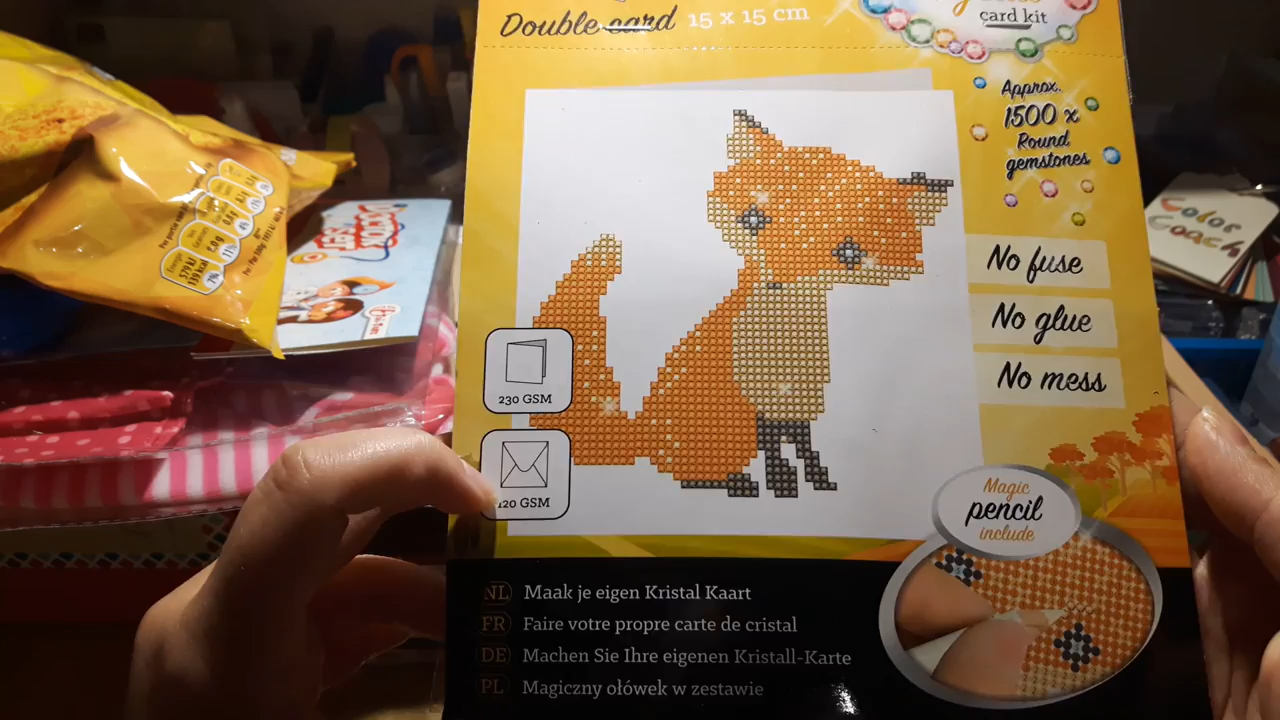 Double card 15 x 15 cm
card kit
Approx.
1500 x
Round
gemstones
No fuse
No glue
No mess
230 GSM
120 GSM
Magic
pencil
include
NL Maak je eigen Kristal Kaart
FR Faire votre propre carte de cristal
DE Machen Sie Ihre eigenen Kristall-Karte
PL Magiczny ołówek w zestawie
Color
Coach